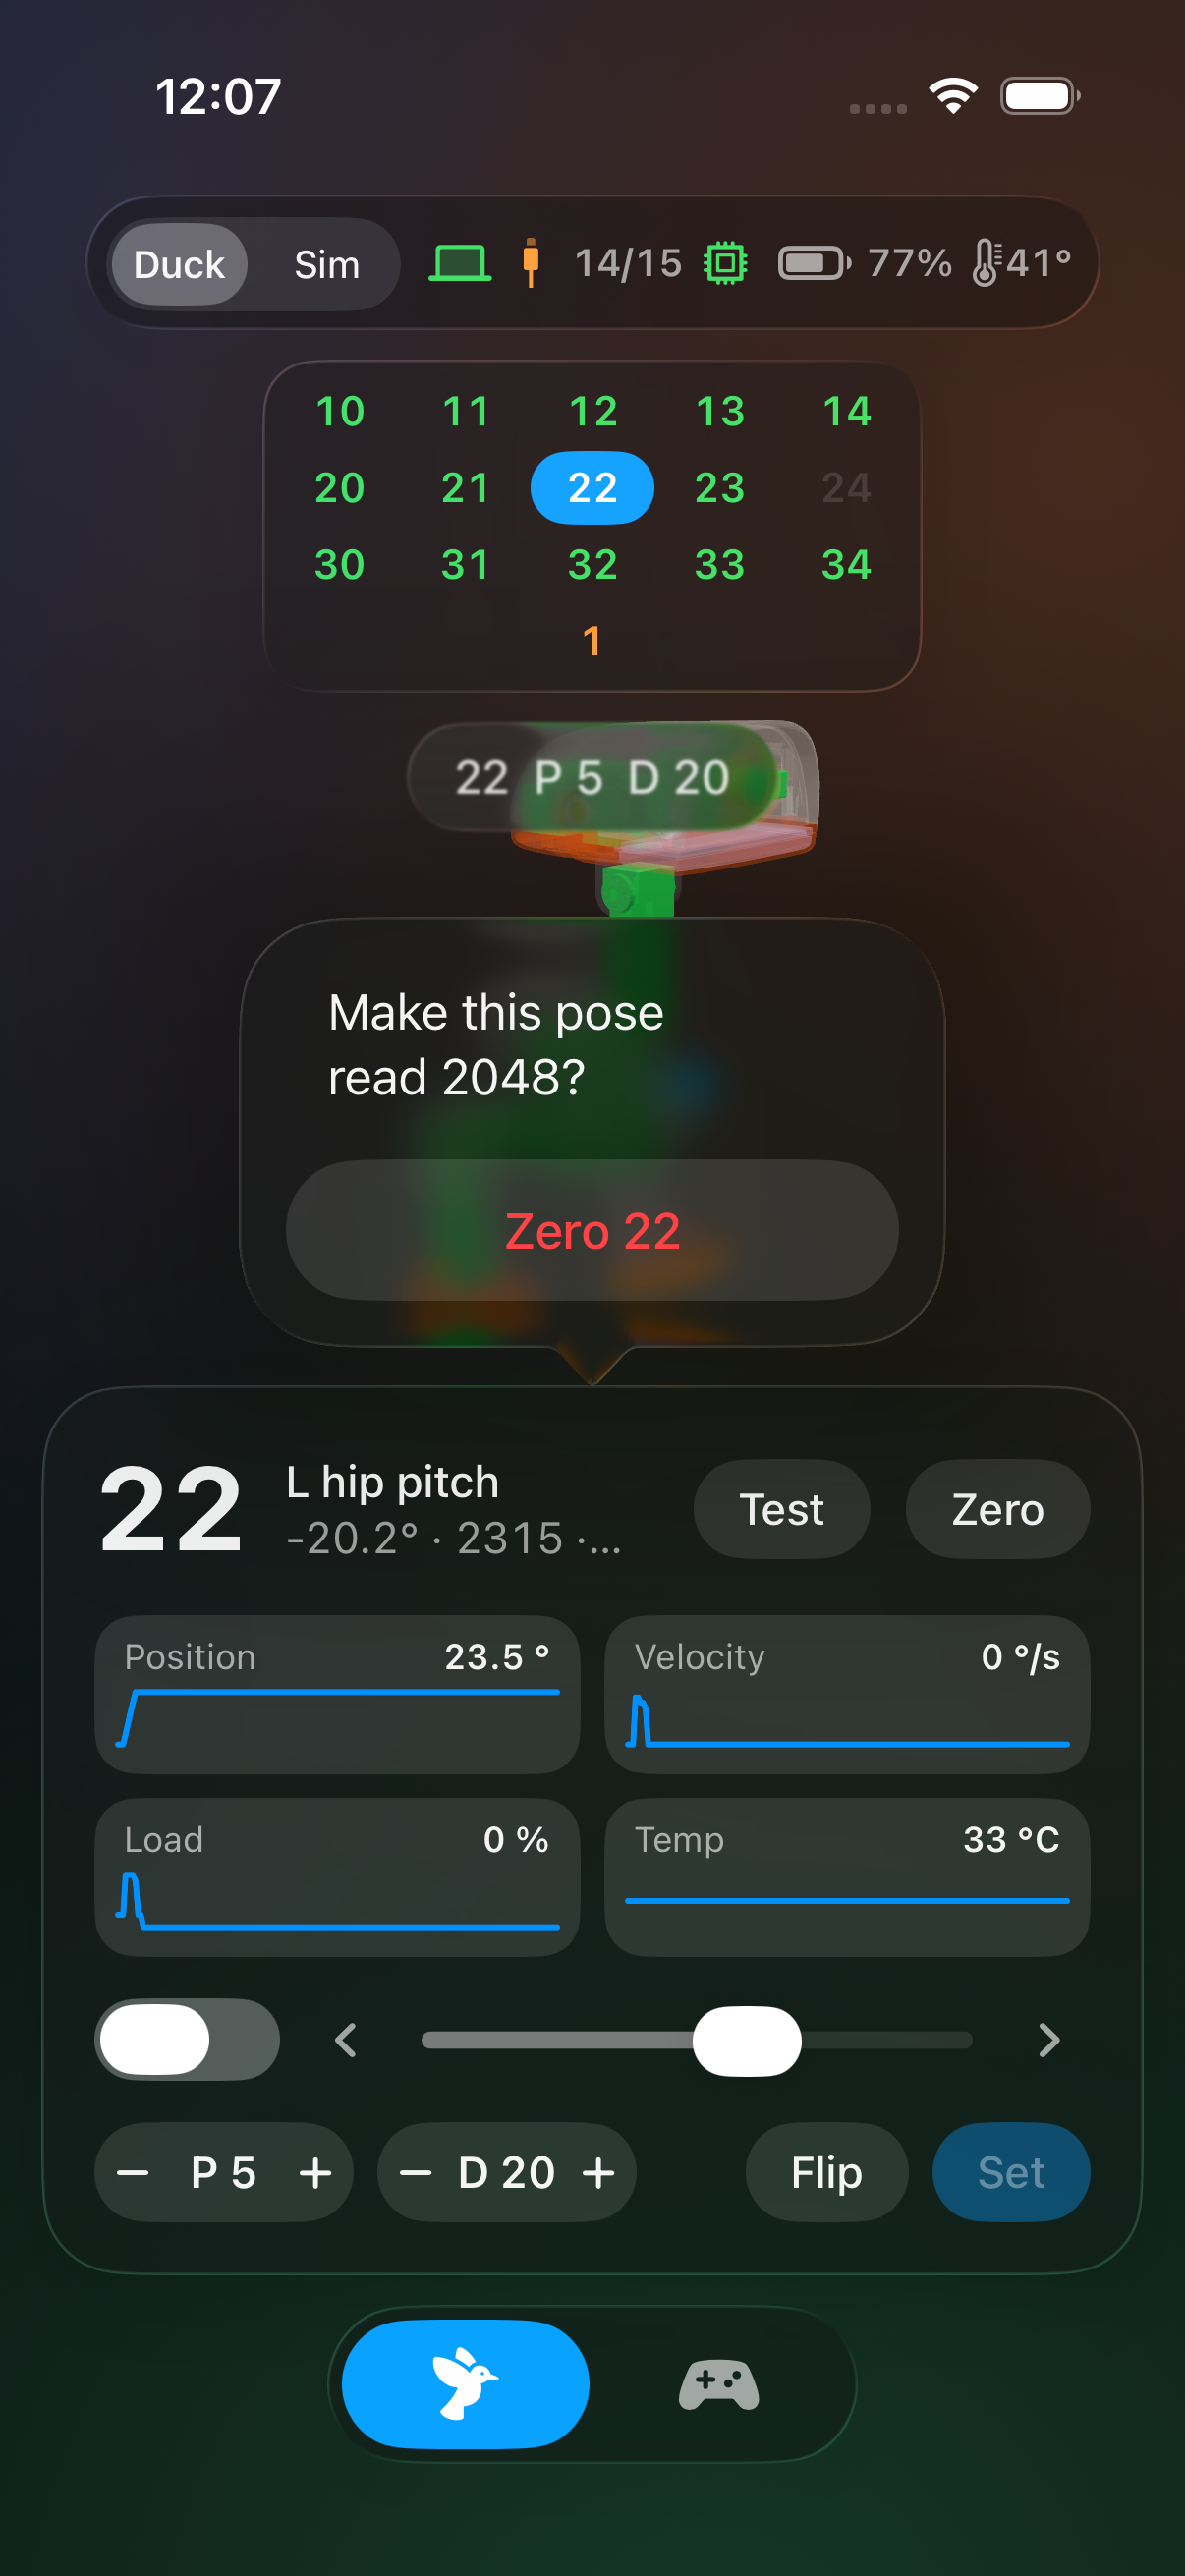 12:07
Duck Sim 14/15 77% 41°
10 11 12 13 14
20 21 22 23 24
30 31 32 33 34
1
22 P 5 D 20
Make this pose
read 2048?
Zero 22
22 L hip pitch Test Zero
-20.2° · 2315 ·...
Position 23.5 ° Velocity 0 °/s
Load 0 % Temp 33 °C
− P 5 + − D 20 + Flip Set